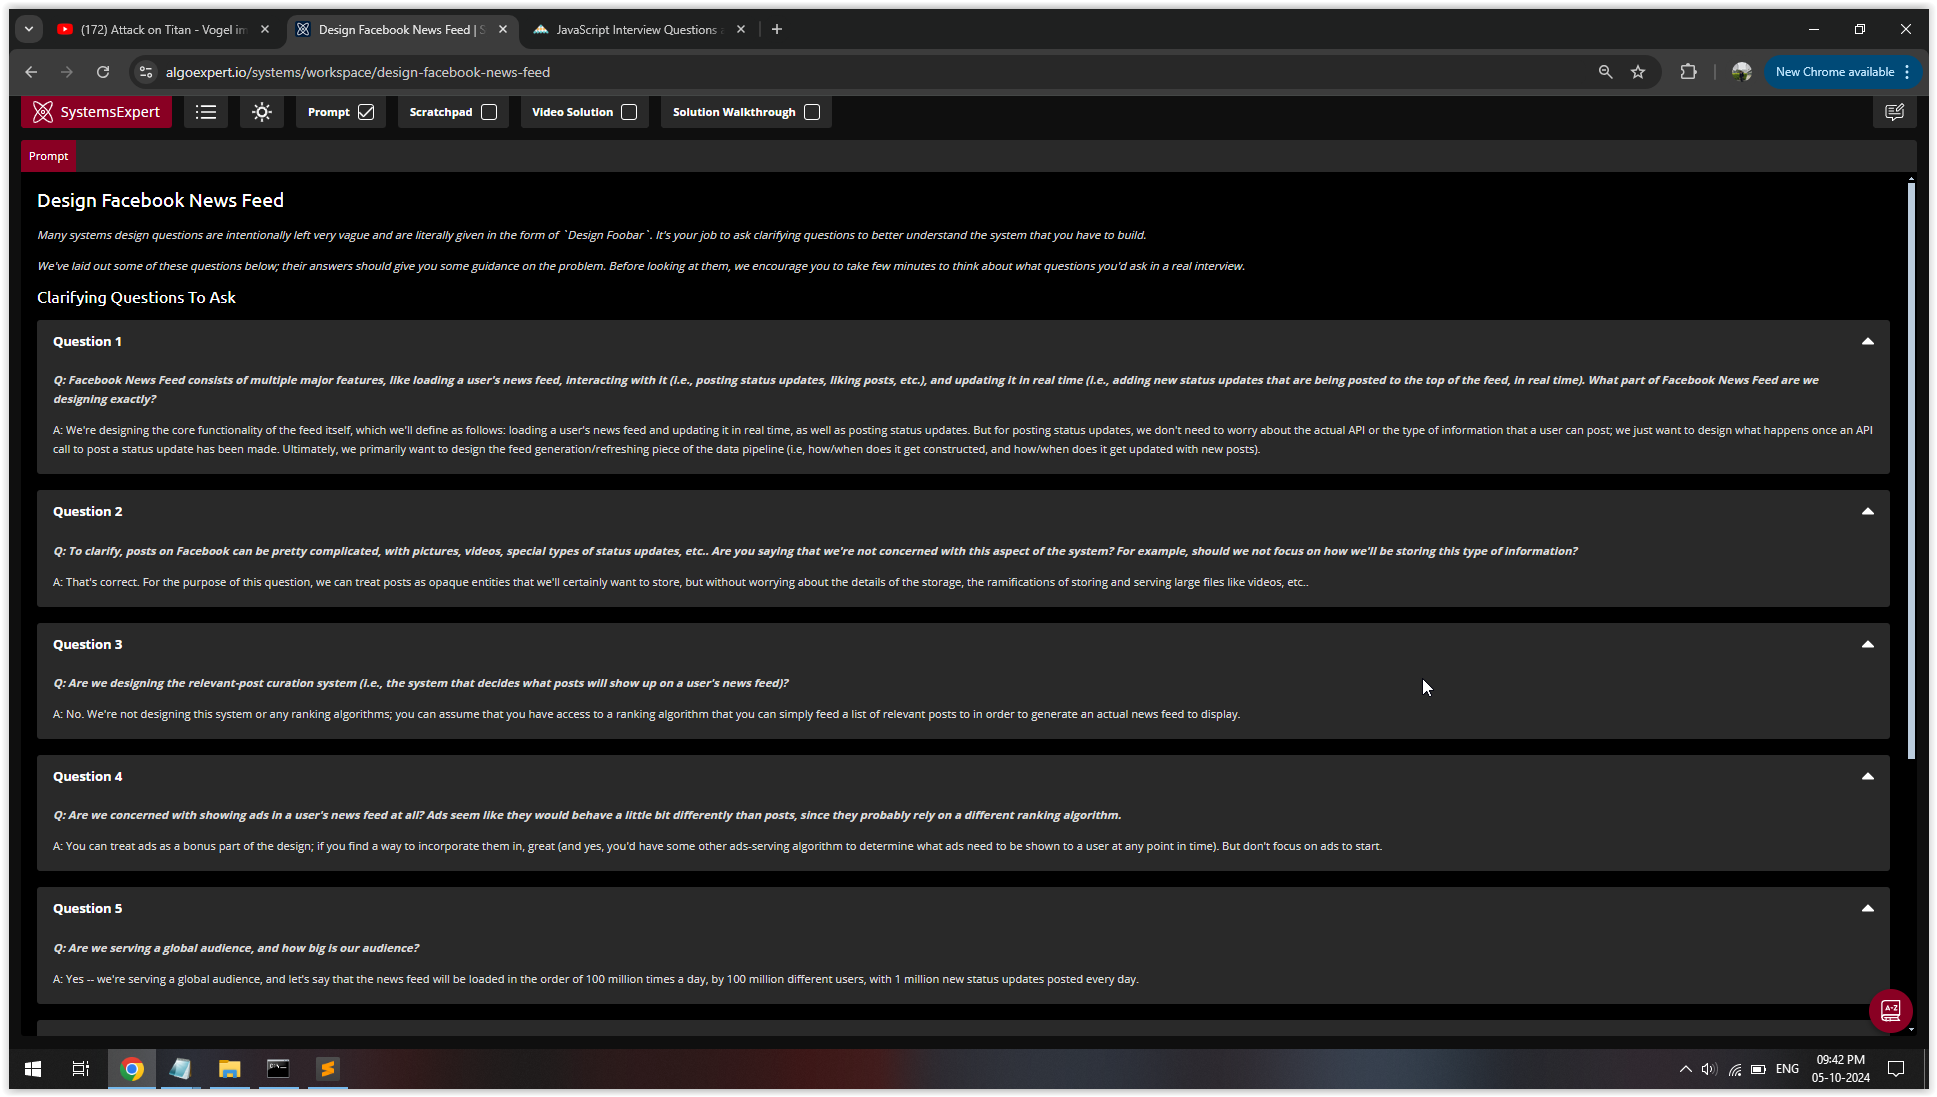 (172) Attack on Titan - Vogel im
Design Facebook News Feed | S
JavaScript Interview Questions
algoexpert.io/systems/workspace/design-facebook-news-feed
New Chrome available
SystemsExpert
Prompt
Scratchpad
Video Solution
Solution Walkthrough
Prompt
Design Facebook News Feed
Many systems design questions are intentionally left very vague and are literally given in the form of `Design Foobar`. It's your job to ask clarifying questions to better understand the system that you have to build.
We've laid out some of these questions below; their answers should give you some guidance on the problem. Before looking at them, we encourage you to take few minutes to think about what questions you'd ask in a real interview.
Clarifying Questions To Ask
Question 1
Q: Facebook News Feed consists of multiple major features, like loading a user's news feed, interacting with it (i.e., posting status updates, liking posts, etc.), and updating it in real time (i.e., adding new status updates that are being posted to the top of the feed, in real time). What part of Facebook News Feed are we
designing exactly?
A: We're designing the core functionality of the feed itself, which we'll define as follows: loading a user's news feed and updating it in real time, as well as posting status updates. But for posting status updates, we don't need to worry about the actual API or the type of information that a user can post; we just want to design what happens once an API
call to post a status update has been made. Ultimately, we primarily want to design the feed generation/refreshing piece of the data pipeline (i.e, how/when does it get constructed, and how/when does it get updated with new posts).
Question 2
Q: To clarify, posts on Facebook can be pretty complicated, with pictures, videos, special types of status updates, etc.. Are you saying that we're not concerned with this aspect of the system? For example, should we not focus on how we'll be storing this type of information?
A: That's correct. For the purpose of this question, we can treat posts as opaque entities that we'll certainly want to store, but without worrying about the details of the storage, the ramifications of storing and serving large files like videos, etc..
Question 3
Q: Are we designing the relevant-post curation system (i.e., the system that decides what posts will show up on a user's news feed)?
A: No. We're not designing this system or any ranking algorithms; you can assume that you have access to a ranking algorithm that you can simply feed a list of relevant posts to in order to generate an actual news feed to display.
Question 4
Q: Are we concerned with showing ads in a user's news feed at all? Ads seem like they would behave a little bit differently than posts, since they probably rely on a different ranking algorithm.
A: You can treat ads as a bonus part of the design; if you find a way to incorporate them in, great (and yes, you'd have some other ads-serving algorithm to determine what ads need to be shown to a user at any point in time). But don't focus on ads to start.
Question 5
Q: Are we serving a global audience, and how big is our audience?
A: Yes -- we're serving a global audience, and let's say that the news feed will be loaded in the order of 100 million times a day, by 100 million different users, with 1 million new status updates posted every day.
A-Z
ENG
09:42 PM
05-10-2024